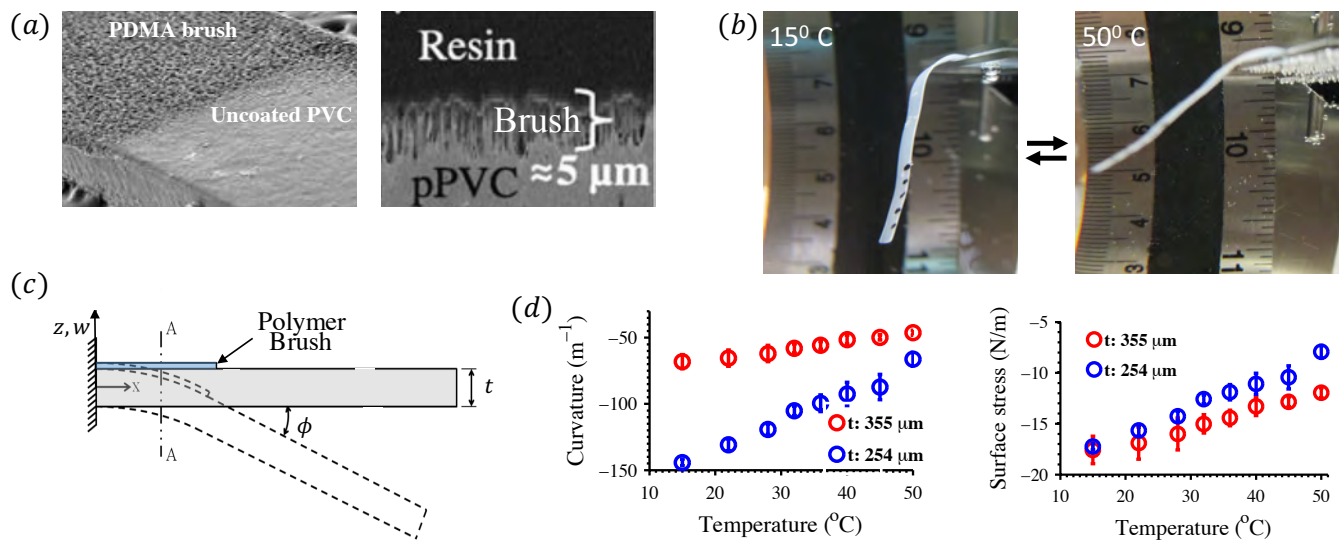 (a)
PDMA brush
Uncoated PVC
Resin
Brush
≈5 μm
pPVC
(b)
15⁰ C
50⁰ C
(c)
z, w
A
Polymer
Brush
x
t
ϕ
A
(d)
Curvature (m⁻¹)
−50
−100
−150
t: 355 μm
t: 254 μm
10 20 30 40 50
Temperature (°C)
Surface stress (N/m)
−5
−10
−15
−20
t: 355 μm
t: 254 μm
10 20 30 40 50
Temperature (°C)